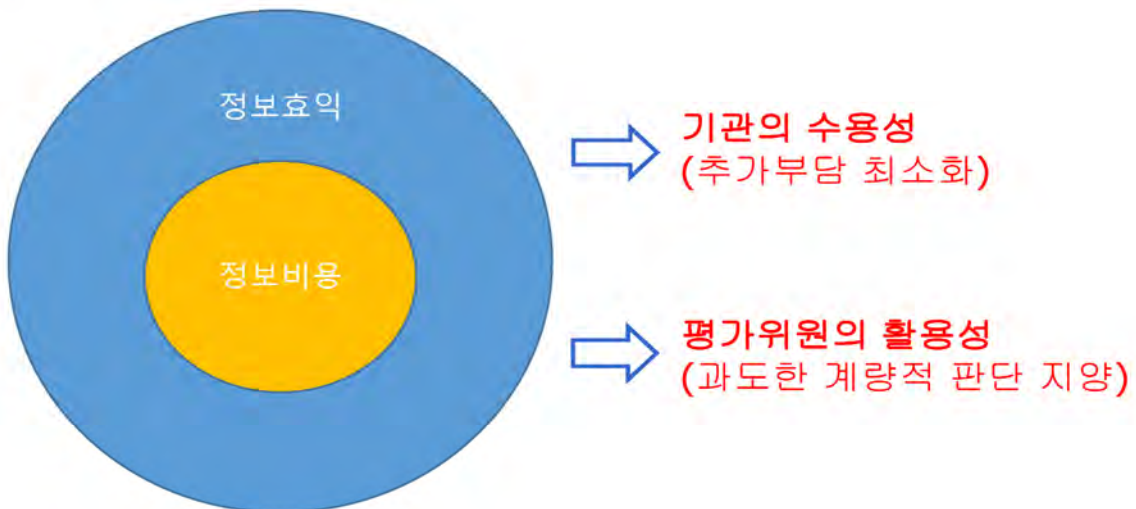 정보효익
정보비용
기관의 수용성
(추가부담 최소화)
평가위원의 활용성
(과도한 계량적 판단 지양)